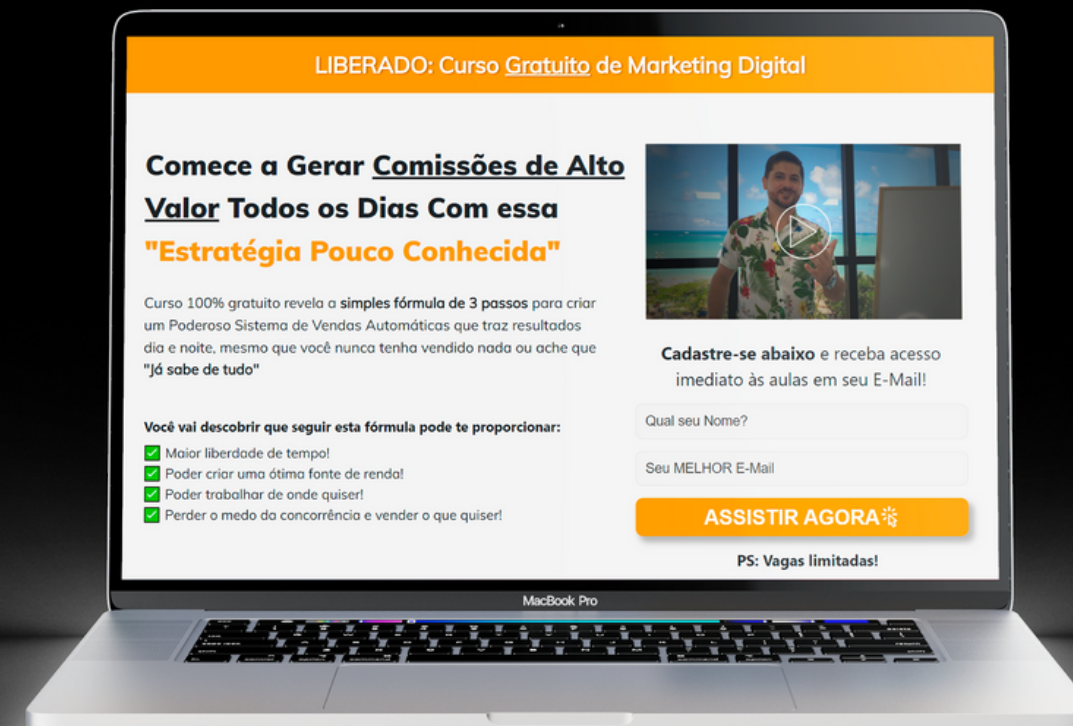 LIBERADO: Curso Gratuito de Marketing Digital
Comece a Gerar Comissões de Alto
Valor Todos os Dias Com essa
"Estratégia Pouco Conhecida"
Curso 100% gratuito revela a simples fórmula de 3 passos para criar
um Poderoso Sistema de Vendas Automáticas que traz resultados
dia e noite, mesmo que você nunca tenha vendido nada ou ache que
"Já sabe de tudo"
Você vai descobrir que seguir esta fórmula pode te proporcionar:
Maior liberdade de tempo!
Poder criar uma ótima fonte de renda!
Poder trabalhar de onde quiser!
Perder o medo da concorrência e vender o que quiser!
Cadastre-se abaixo e receba acesso
imediato às aulas em seu E-Mail!
Qual seu Nome?
Seu MELHOR E-Mail
ASSISTIR AGORA
PS: Vagas limitadas!
MacBook Pro